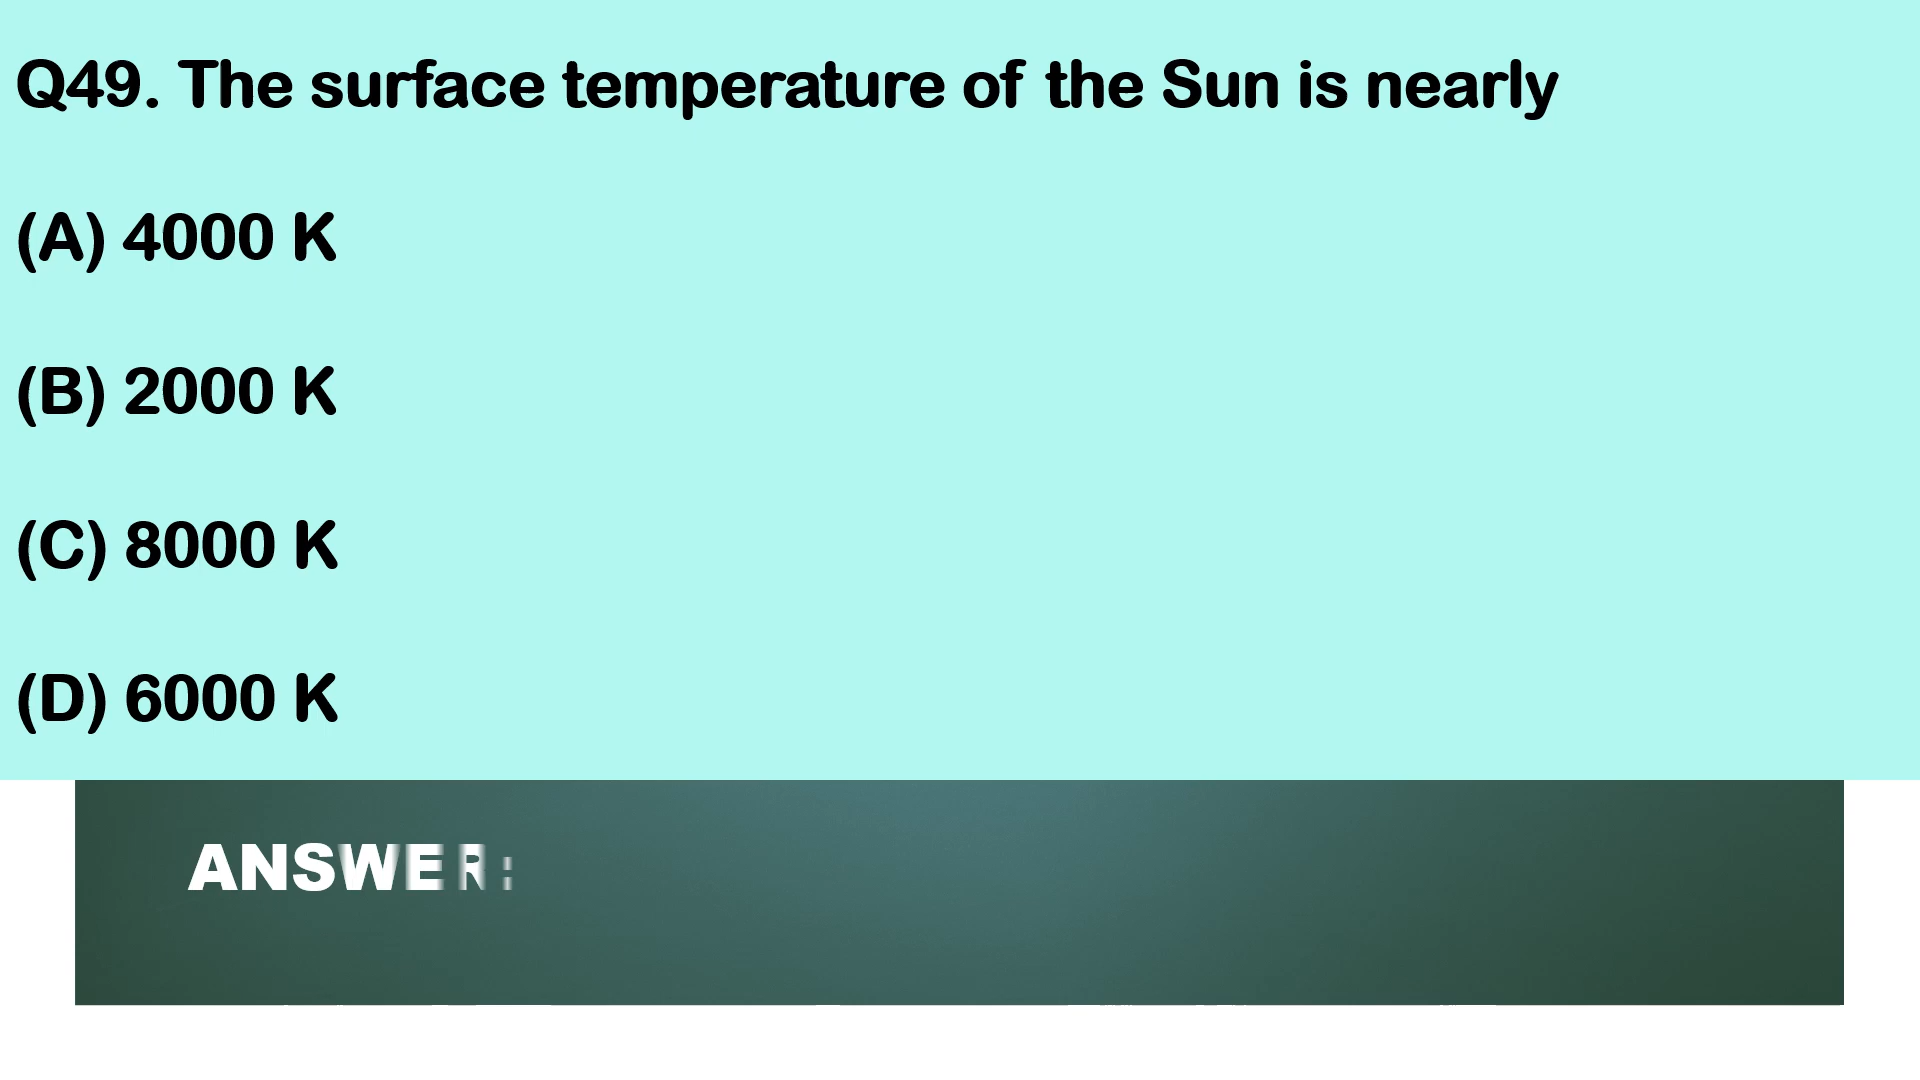 Q49. The surface temperature of the Sun is nearly
(A) 4000 K
(B) 2000 K
(C) 8000 K
(D) 6000 K
ANSWER: